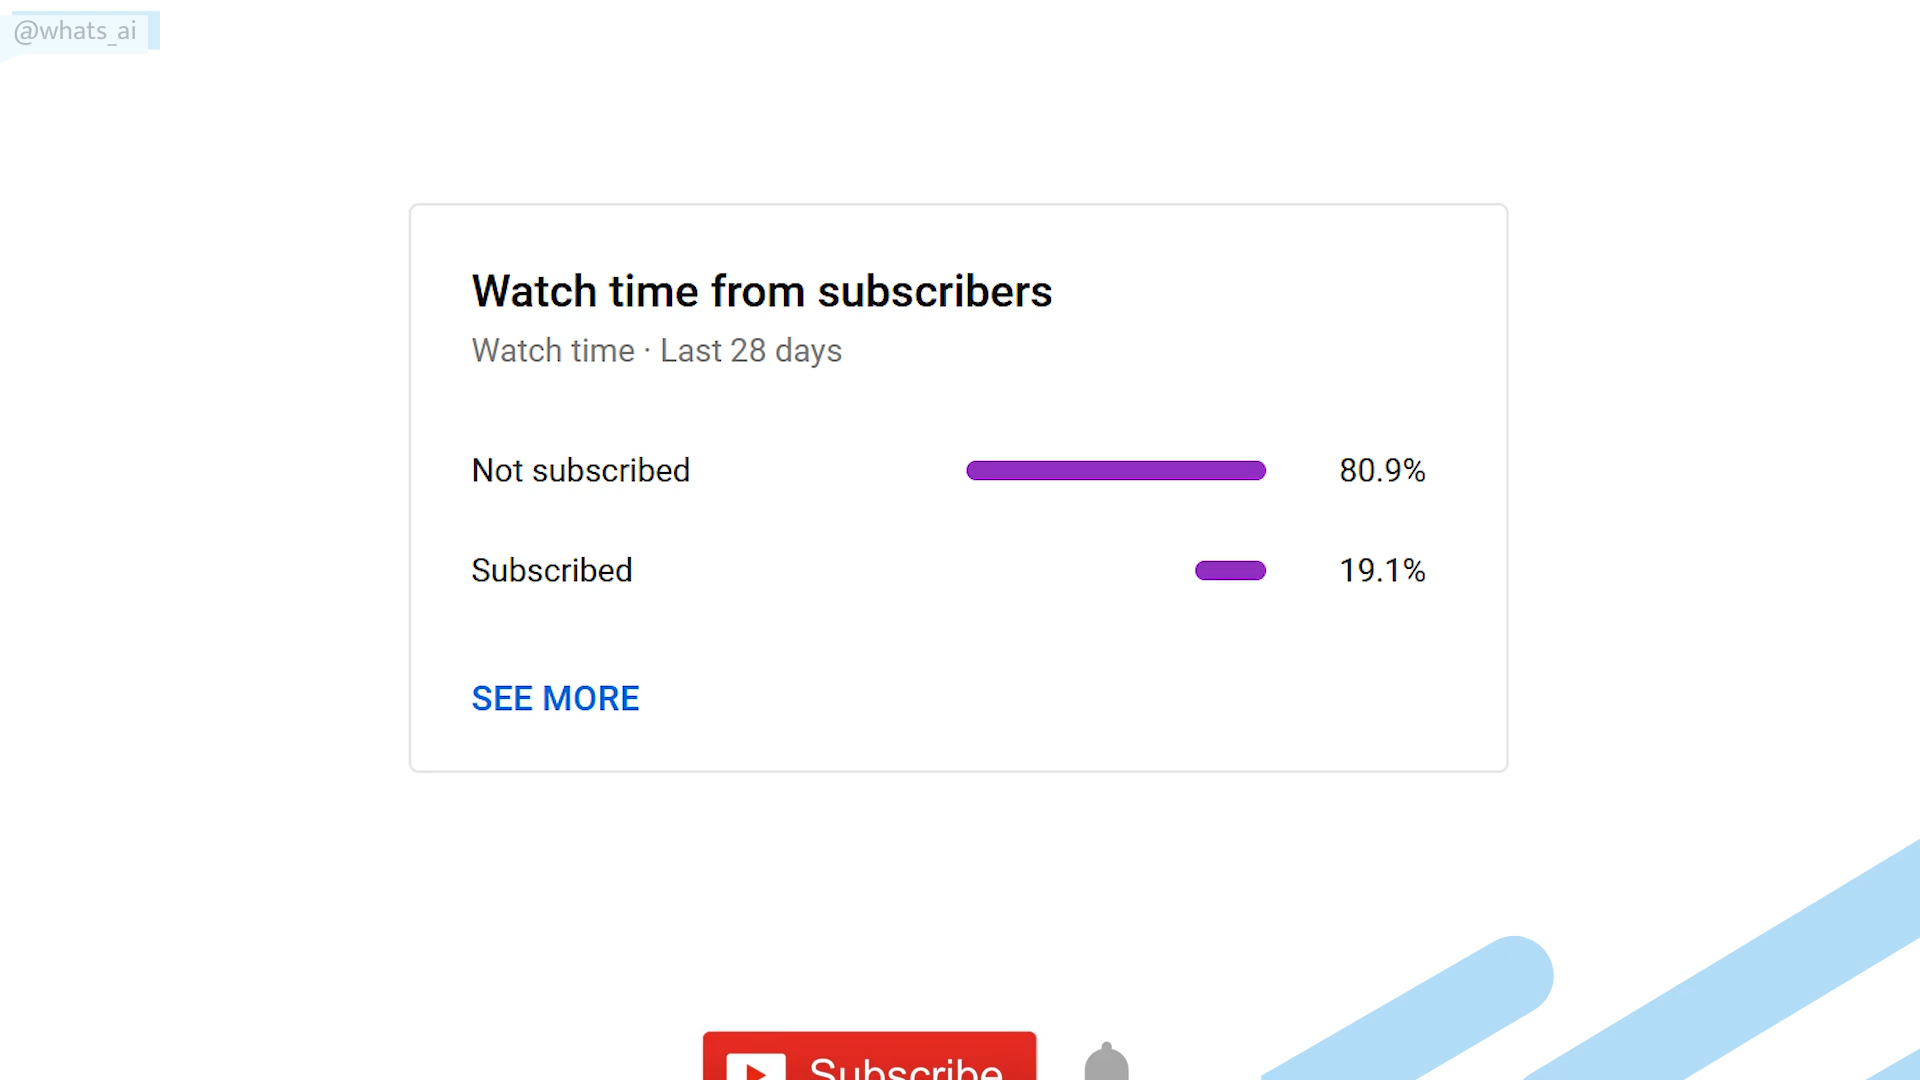 @whats_ai
Watch time from subscribers
Watch time · Last 28 days
Not subscribed 80.9%
Subscribed 19.1%
SEE MORE
Subscribe